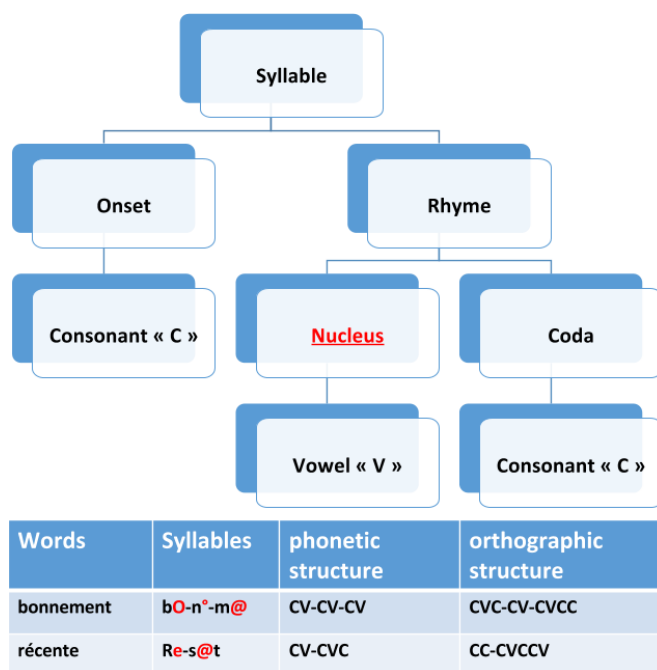 Syllable
Onset
Rhyme
Consonant « C »
Nucleus
Coda
Vowel « V »
Consonant « C »
Words Syllables phonetic structure orthographic structure
bonnement bO-n°-m@ CV-CV-CV CVC-CV-CVCC
récente Re-s@t CV-CVC CC-CVCCV